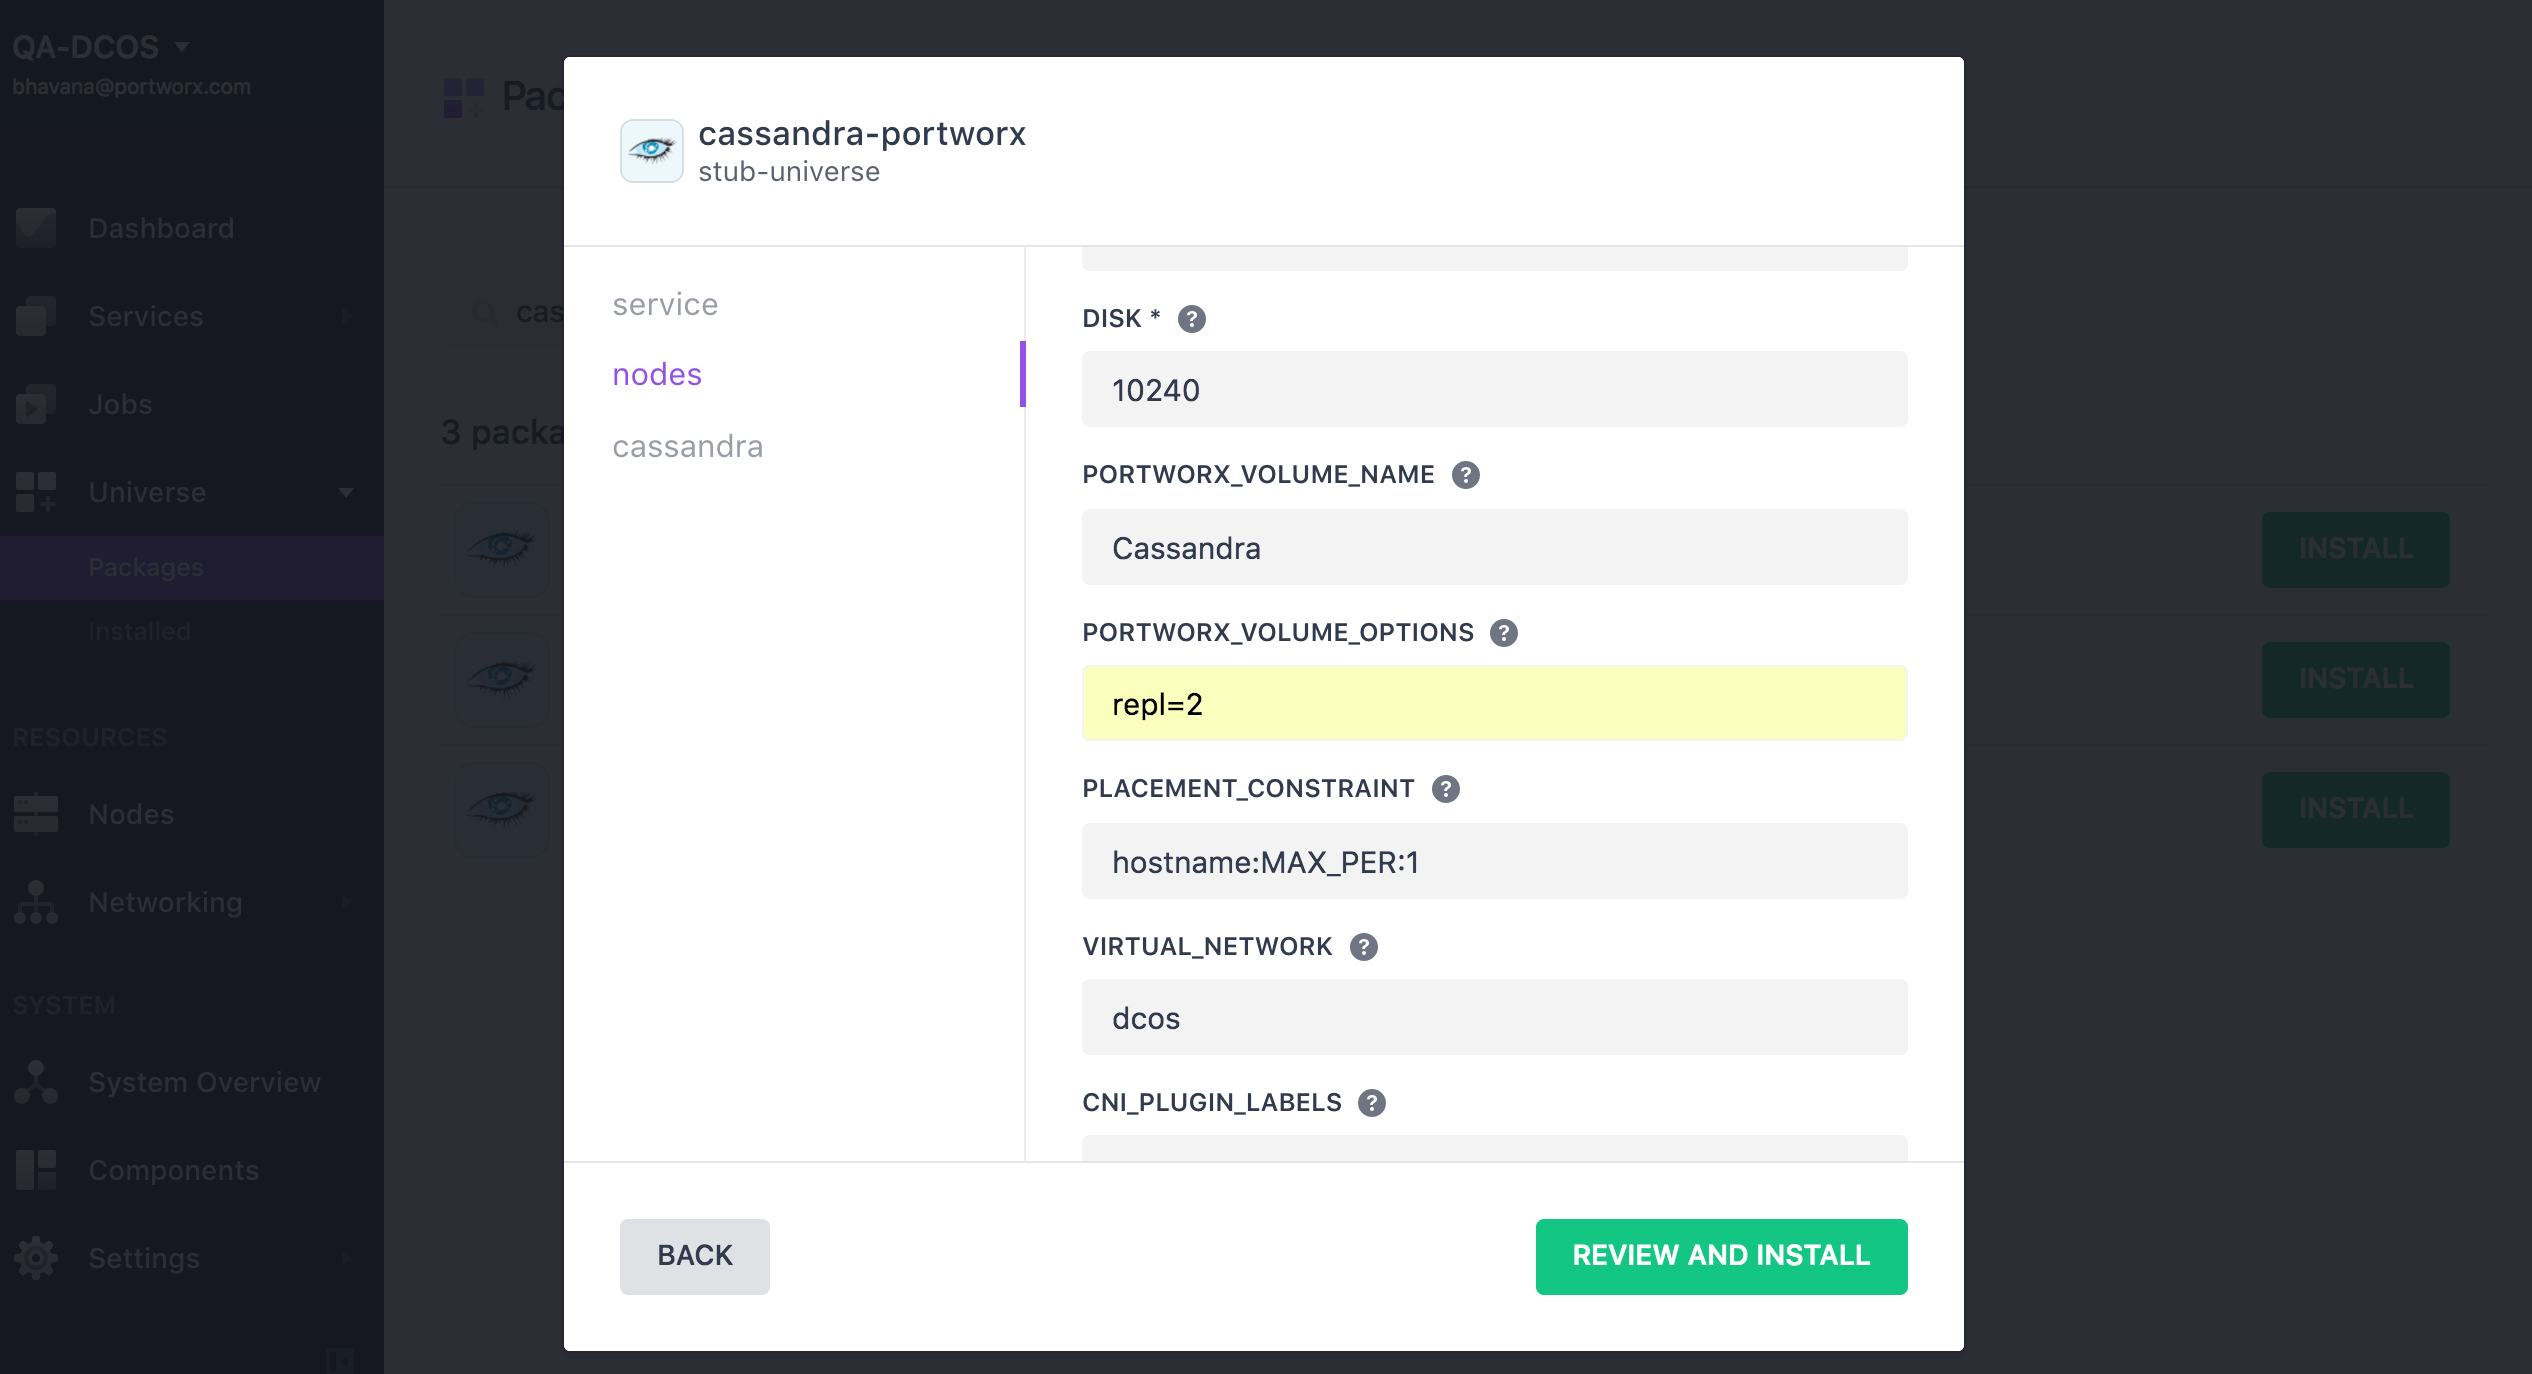 QA-DCOS
bhavana@portworx.com
Dashboard
Services
Jobs
Universe
Packages
Installed
RESOURCES
Nodes
Networking
SYSTEM
System Overview
Components
Settings
Pac
cas
3 packa
INSTALL
INSTALL
INSTALL
cassandra-portworx
stub-universe
service
nodes
cassandra
DISK * ?
10240
PORTWORX_VOLUME_NAME ?
Cassandra
PORTWORX_VOLUME_OPTIONS ?
repl=2
PLACEMENT_CONSTRAINT ?
hostname:MAX_PER:1
VIRTUAL_NETWORK ?
dcos
CNI_PLUGIN_LABELS ?
BACK
REVIEW AND INSTALL